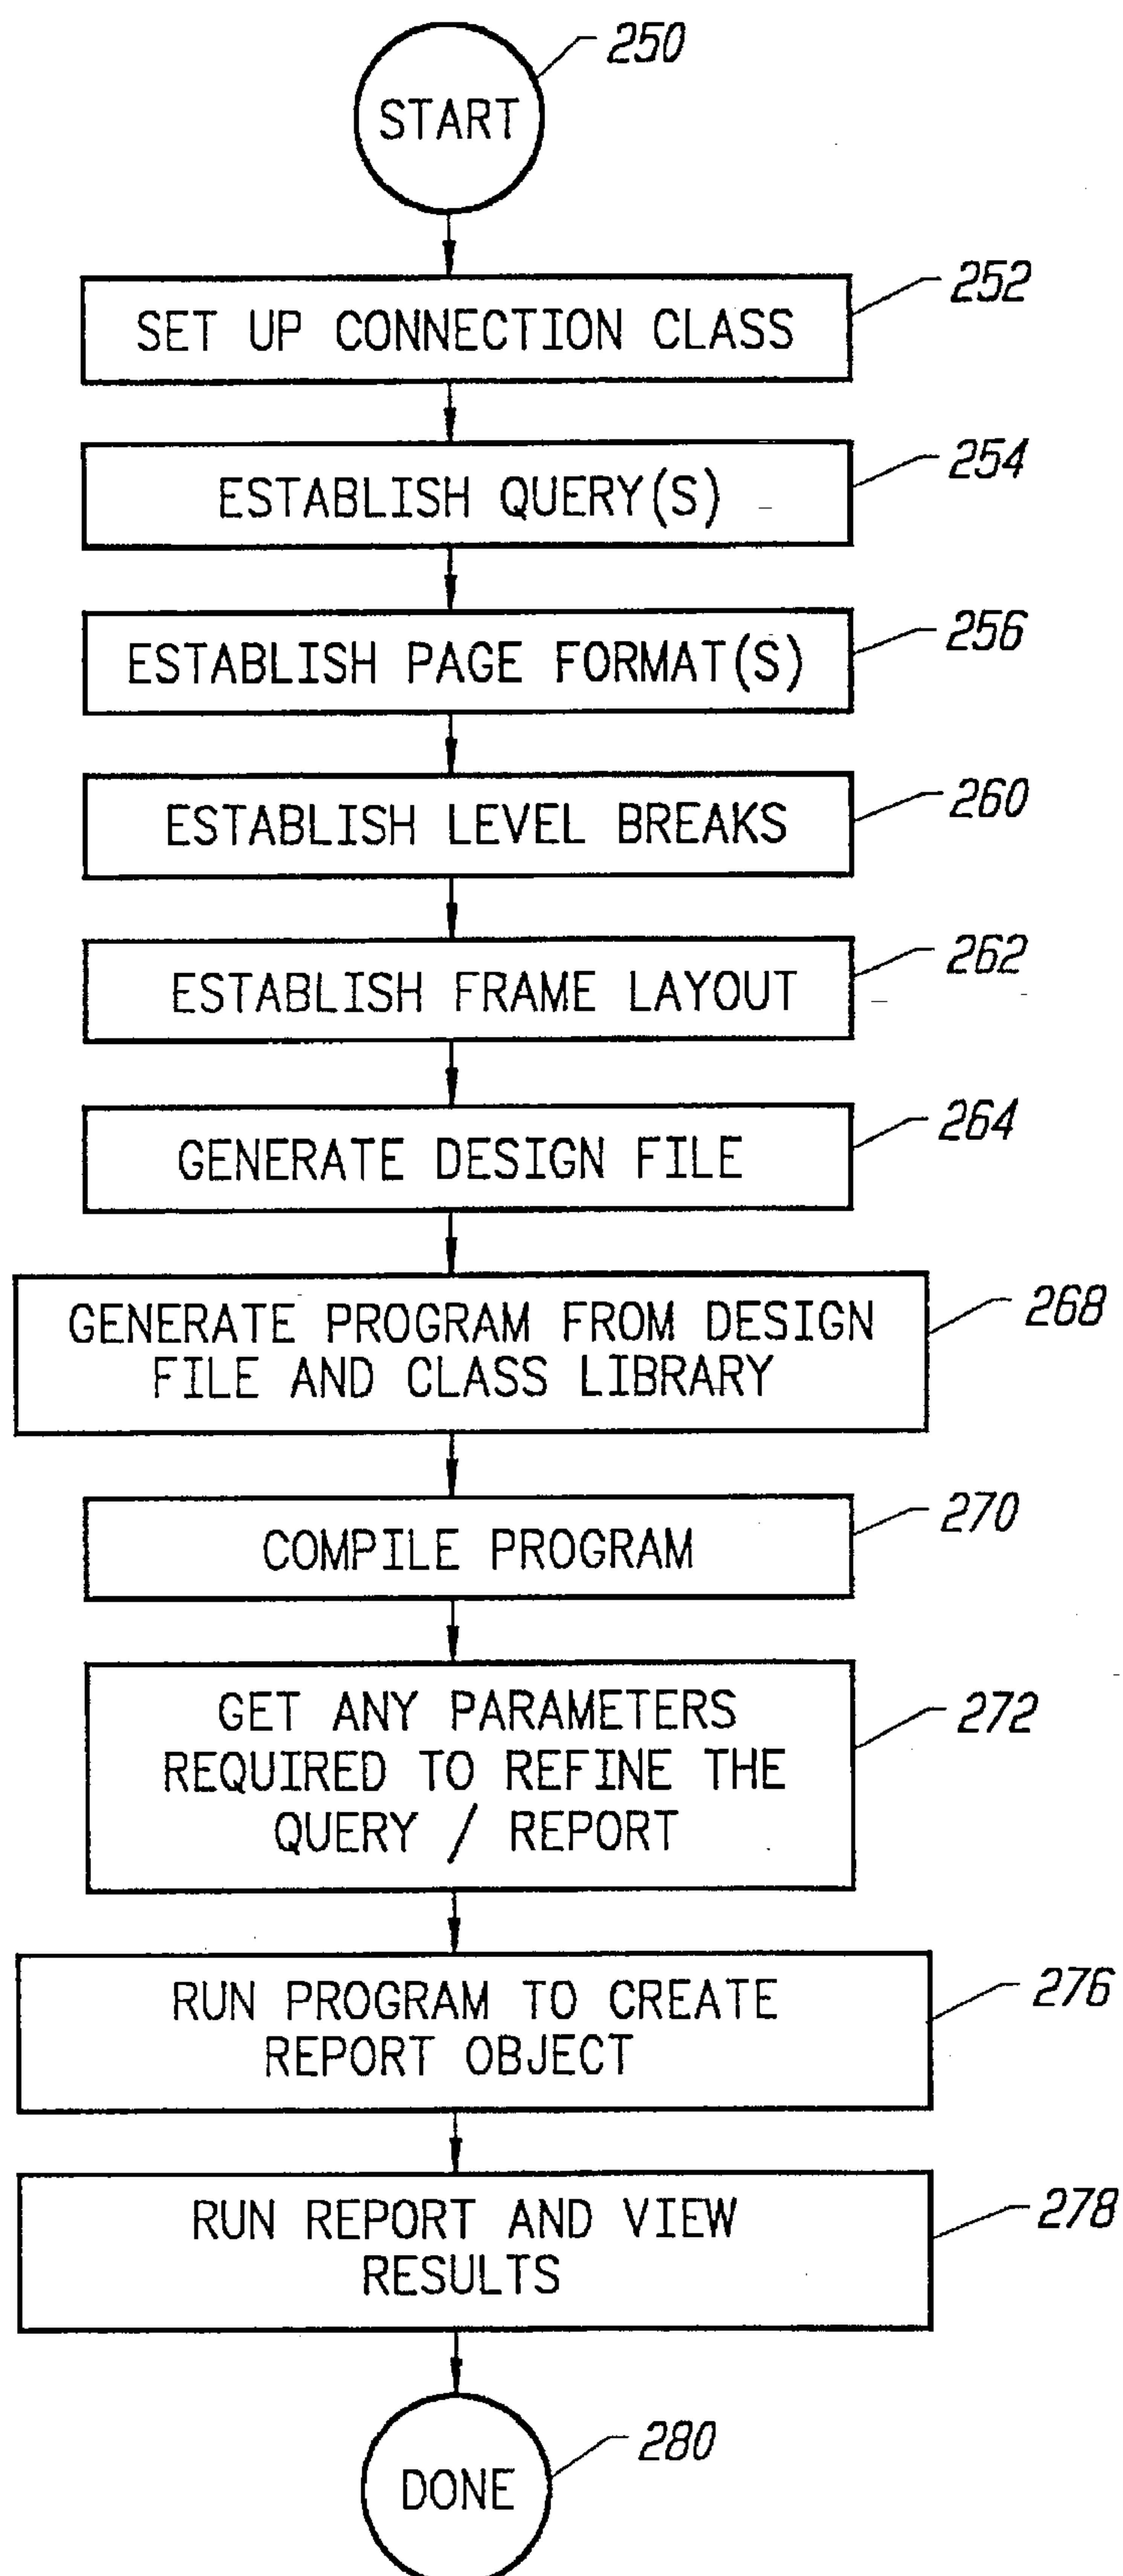 250
START
252
SET UP CONNECTION CLASS
254
ESTABLISH QUERY(S)
256
ESTABLISH PAGE FORMAT(S)
260
ESTABLISH LEVEL BREAKS
262
ESTABLISH FRAME LAYOUT
264
GENERATE DESIGN FILE
268
GENERATE PROGRAM FROM DESIGN
FILE AND CLASS LIBRARY
270
COMPILE PROGRAM
272
GET ANY PARAMETERS
REQUIRED TO REFINE THE
QUERY / REPORT
276
RUN PROGRAM TO CREATE
REPORT OBJECT
278
RUN REPORT AND VIEW
RESULTS
280
DONE